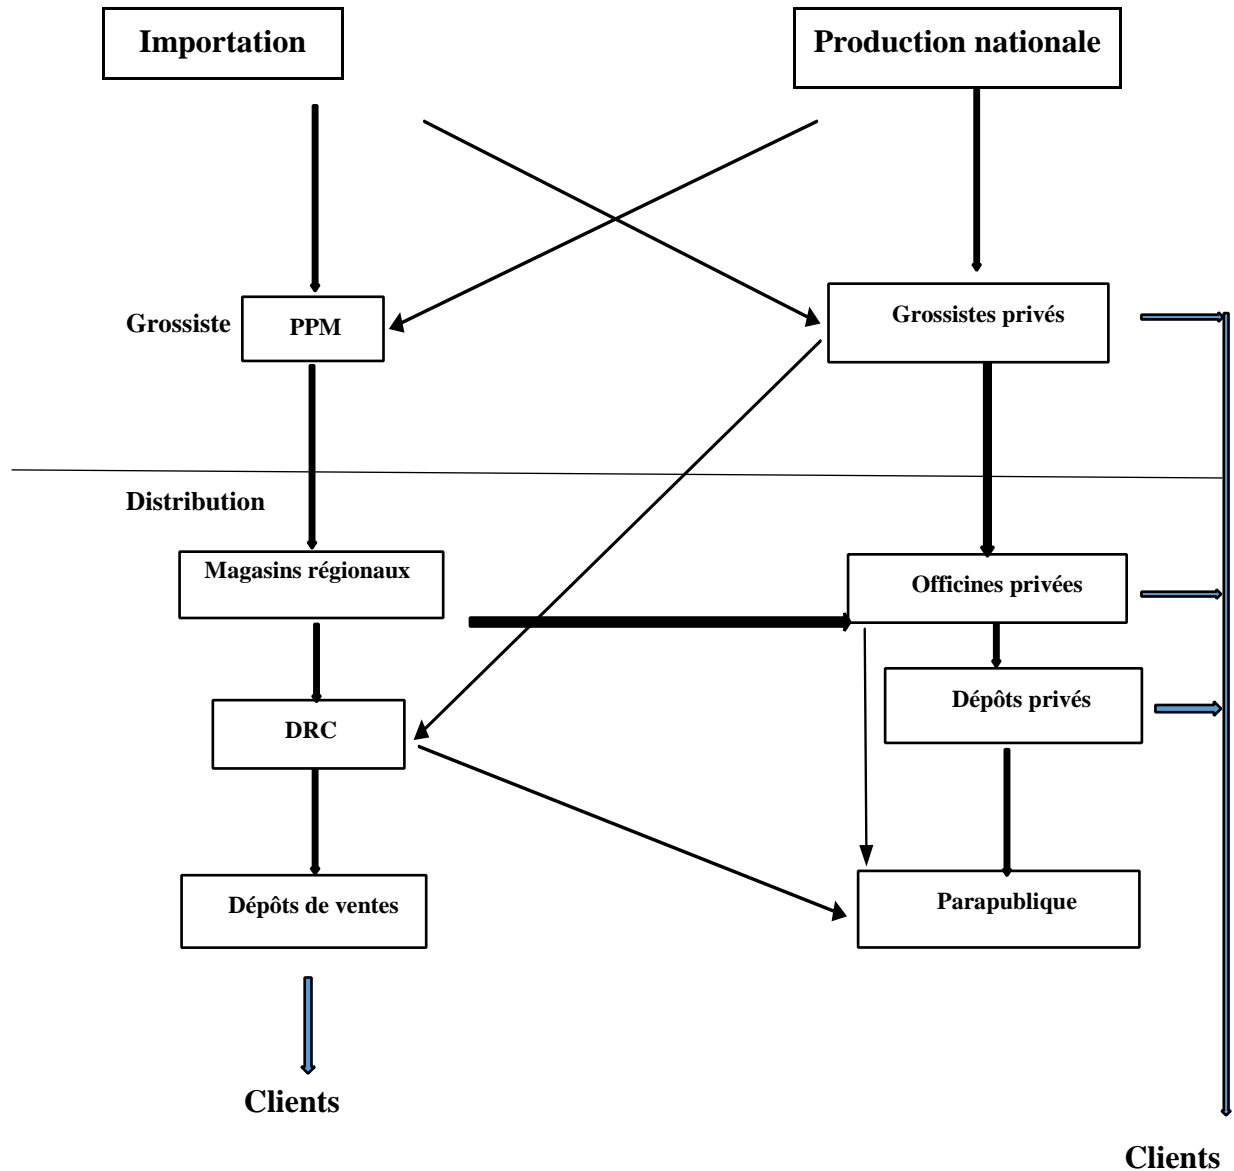 Importation
Production nationale
Grossiste
PPM
Grossistes privés
Distribution
Magasins régionaux
Officines privées
DRC
Dépôts privés
Dépôts de ventes
Parapublique
Clients
Clients